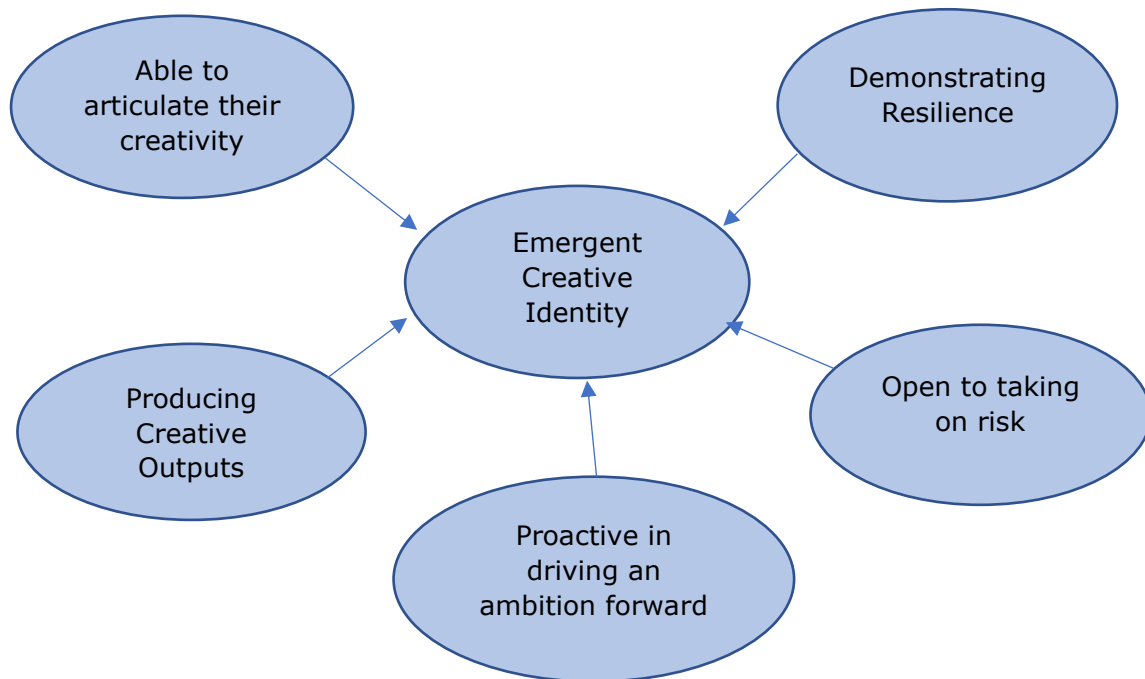 Able to
articulate their
creativity
Demonstrating
Resilience
Emergent
Creative
Identity
Producing
Creative
Outputs
Open to taking
on risk
Proactive in
driving an
ambition forward